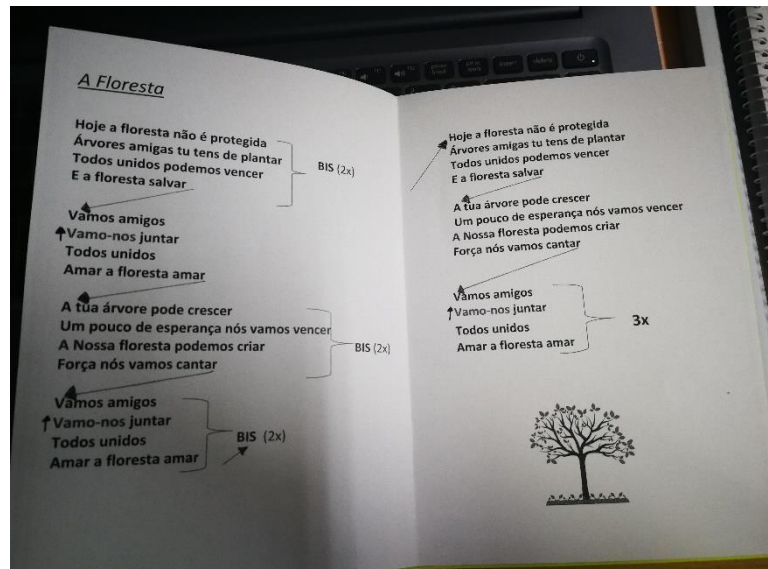 A Floresta
Hoje a floresta não é protegida
Árvores amigas tu tens de plantar
Todos unidos podemos vencer
E a floresta salvar
BIS (2x)
Vamos amigos
Vamo-nos juntar
Todos unidos
Amar a floresta amar
A tua árvore pode crescer
Um pouco de esperança nós vamos vencer
A Nossa floresta podemos criar
Força nós vamos cantar
BIS (2x)
Vamos amigos
Vamo-nos juntar
Todos unidos
Amar a floresta amar
BIS (2x)
Hoje a floresta não é protegida
Árvores amigas tu tens de plantar
Todos unidos podemos vencer
E a floresta salvar
A tua árvore pode crescer
Um pouco de esperança nós vamos vencer
A Nossa floresta podemos criar
Força nós vamos cantar
Vamos amigos
Vamo-nos juntar
Todos unidos
Amar a floresta amar
3x